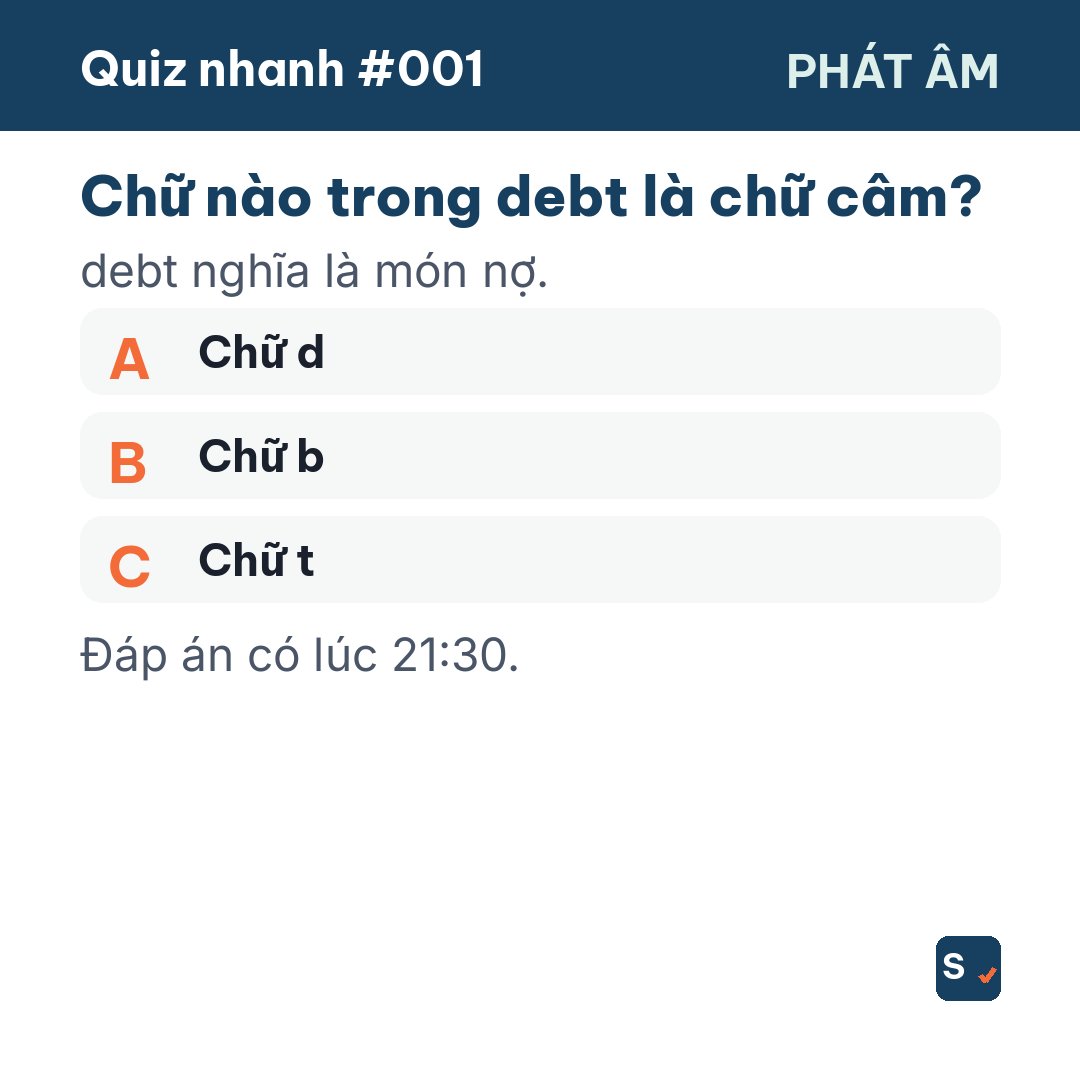 Quiz nhanh #001
PHÁT ÂM
Chữ nào trong debt là chữ câm?
debt nghĩa là món nợ.
A Chữ d
B Chữ b
C Chữ t
Đáp án có lúc 21:30.
S